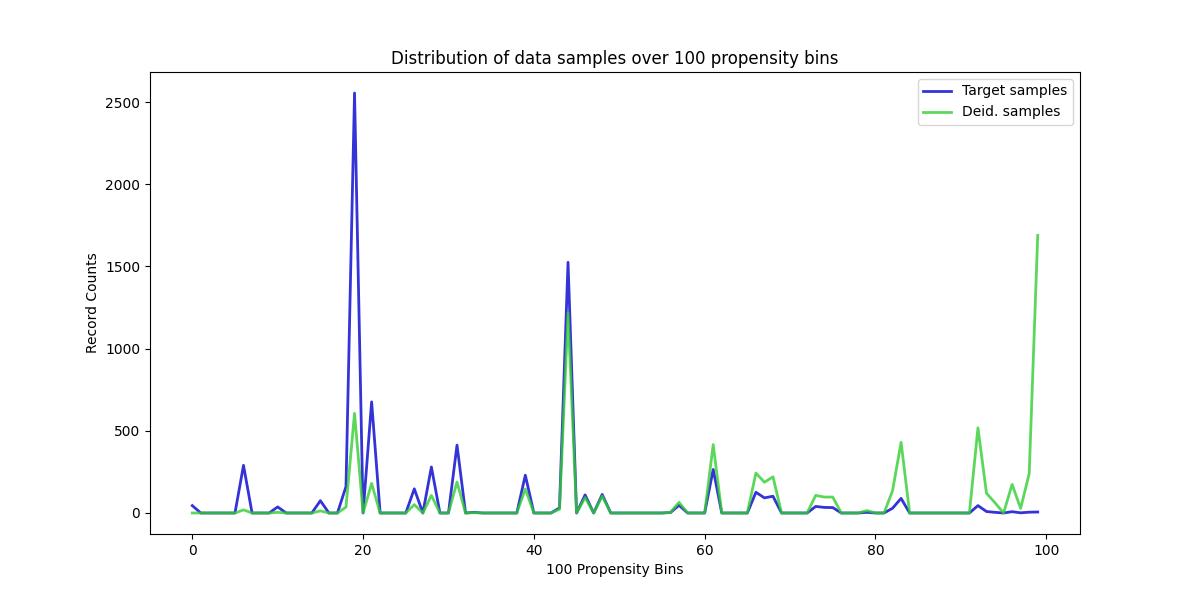 Distribution of data samples over 100 propensity bins
Target samples
Deid. samples
Record Counts
2500
2000
1500
1000
500
0
0 20 40 60 80 100
100 Propensity Bins